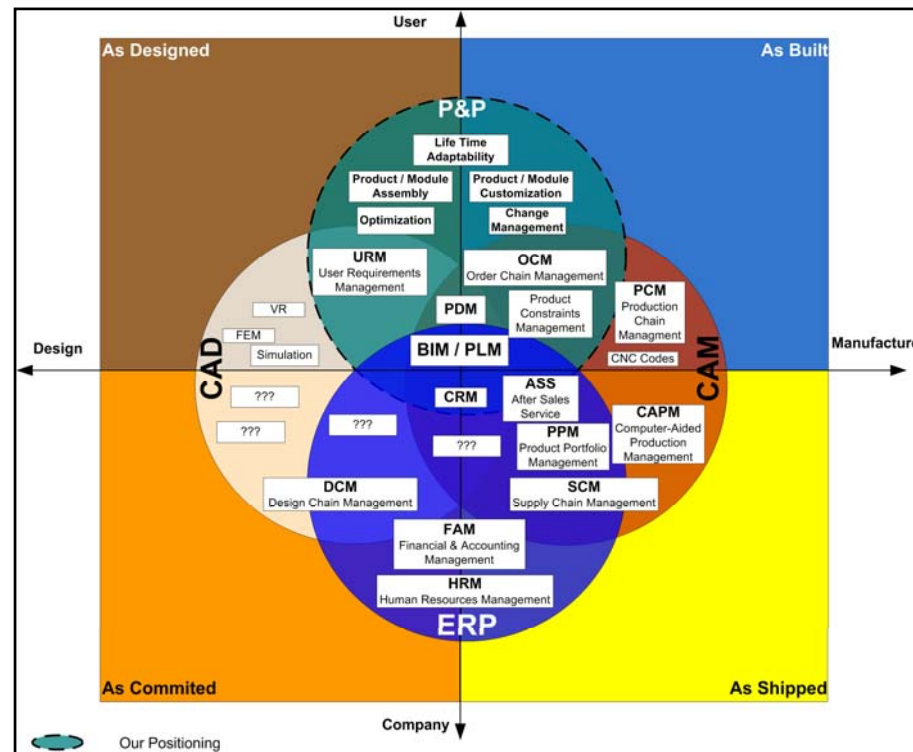 User
As Designed
As Built
P&P
Life Time
Adaptability
Product / Module
Assembly
Product / Module
Customization
Optimization
Change
Management
URM
User Requirements
Management
OCM
Order Chain Management
PCM
Production
Chain
Managment
PDM
Product
Constraints
Management
VR
FEM
Simulation
BIM / PLM
CNC Codes
Design
Manufacture
CAD
CAM
???
???
???
CRM
???
ASS
After Sales
Service
PPM
Product Portfolio
Management
CAPM
Computer-Aided
Production
Management
DCM
Design Chain Management
SCM
Supply Chain Management
FAM
Financial & Accounting
Management
HRM
Human Resources Management
ERP
As Commited
As Shipped
Company
Our Positioning